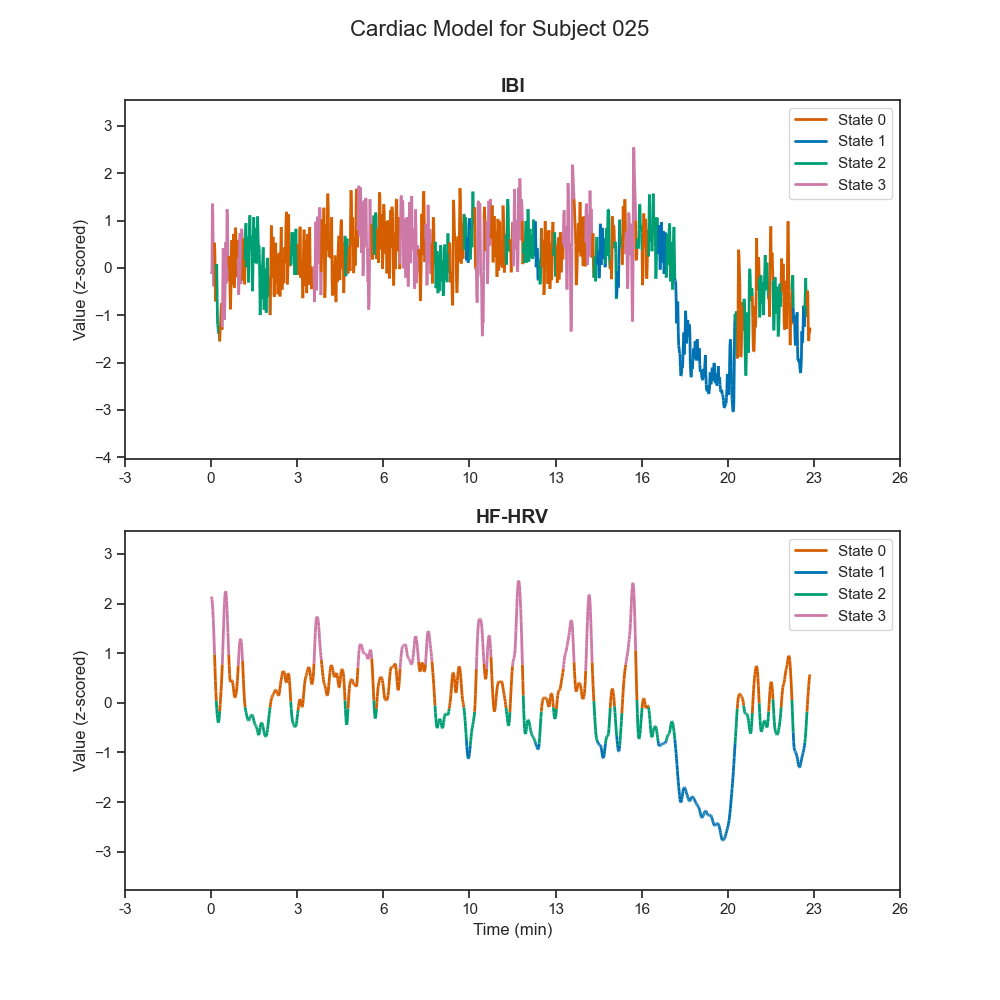 Cardiac Model for Subject 025
IBI
Value (z-scored)
3
2
1
0
−1
−2
−3
−4
State 0
State 1
State 2
State 3
-3 0 3 6 10 13 16 20 23 26
HF-HRV
Value (z-scored)
3
2
1
0
−1
−2
−3
State 0
State 1
State 2
State 3
-3 0 3 6 10 13 16 20 23 26
Time (min)